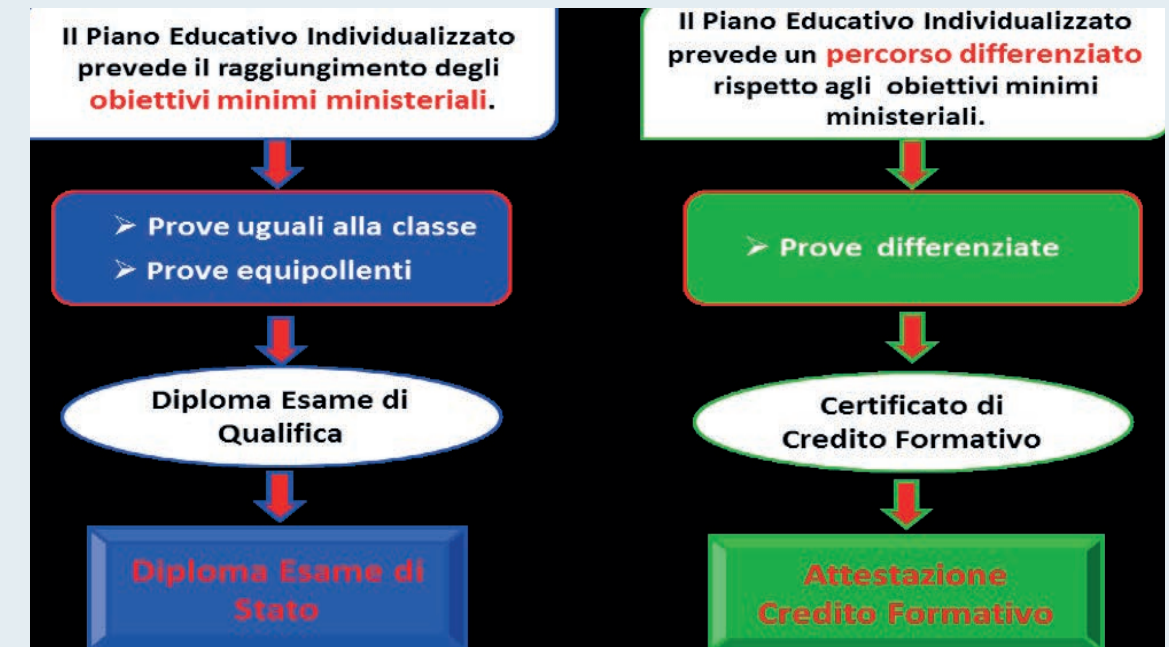 Il Piano Educativo Individualizzato
prevede il raggiungimento degli
obiettivi minimi ministeriali.
➢ Prove uguali alla classe
➢ Prove equipollenti
Diploma Esame di
Qualifica
Diploma Esame di
Stato
Il Piano Educativo Individualizzato
prevede un percorso differenziato
rispetto agli obiettivi minimi
ministeriali.
➢ Prove differenziate
Certificato di
Credito Formativo
Attestazione
Credito Formativo